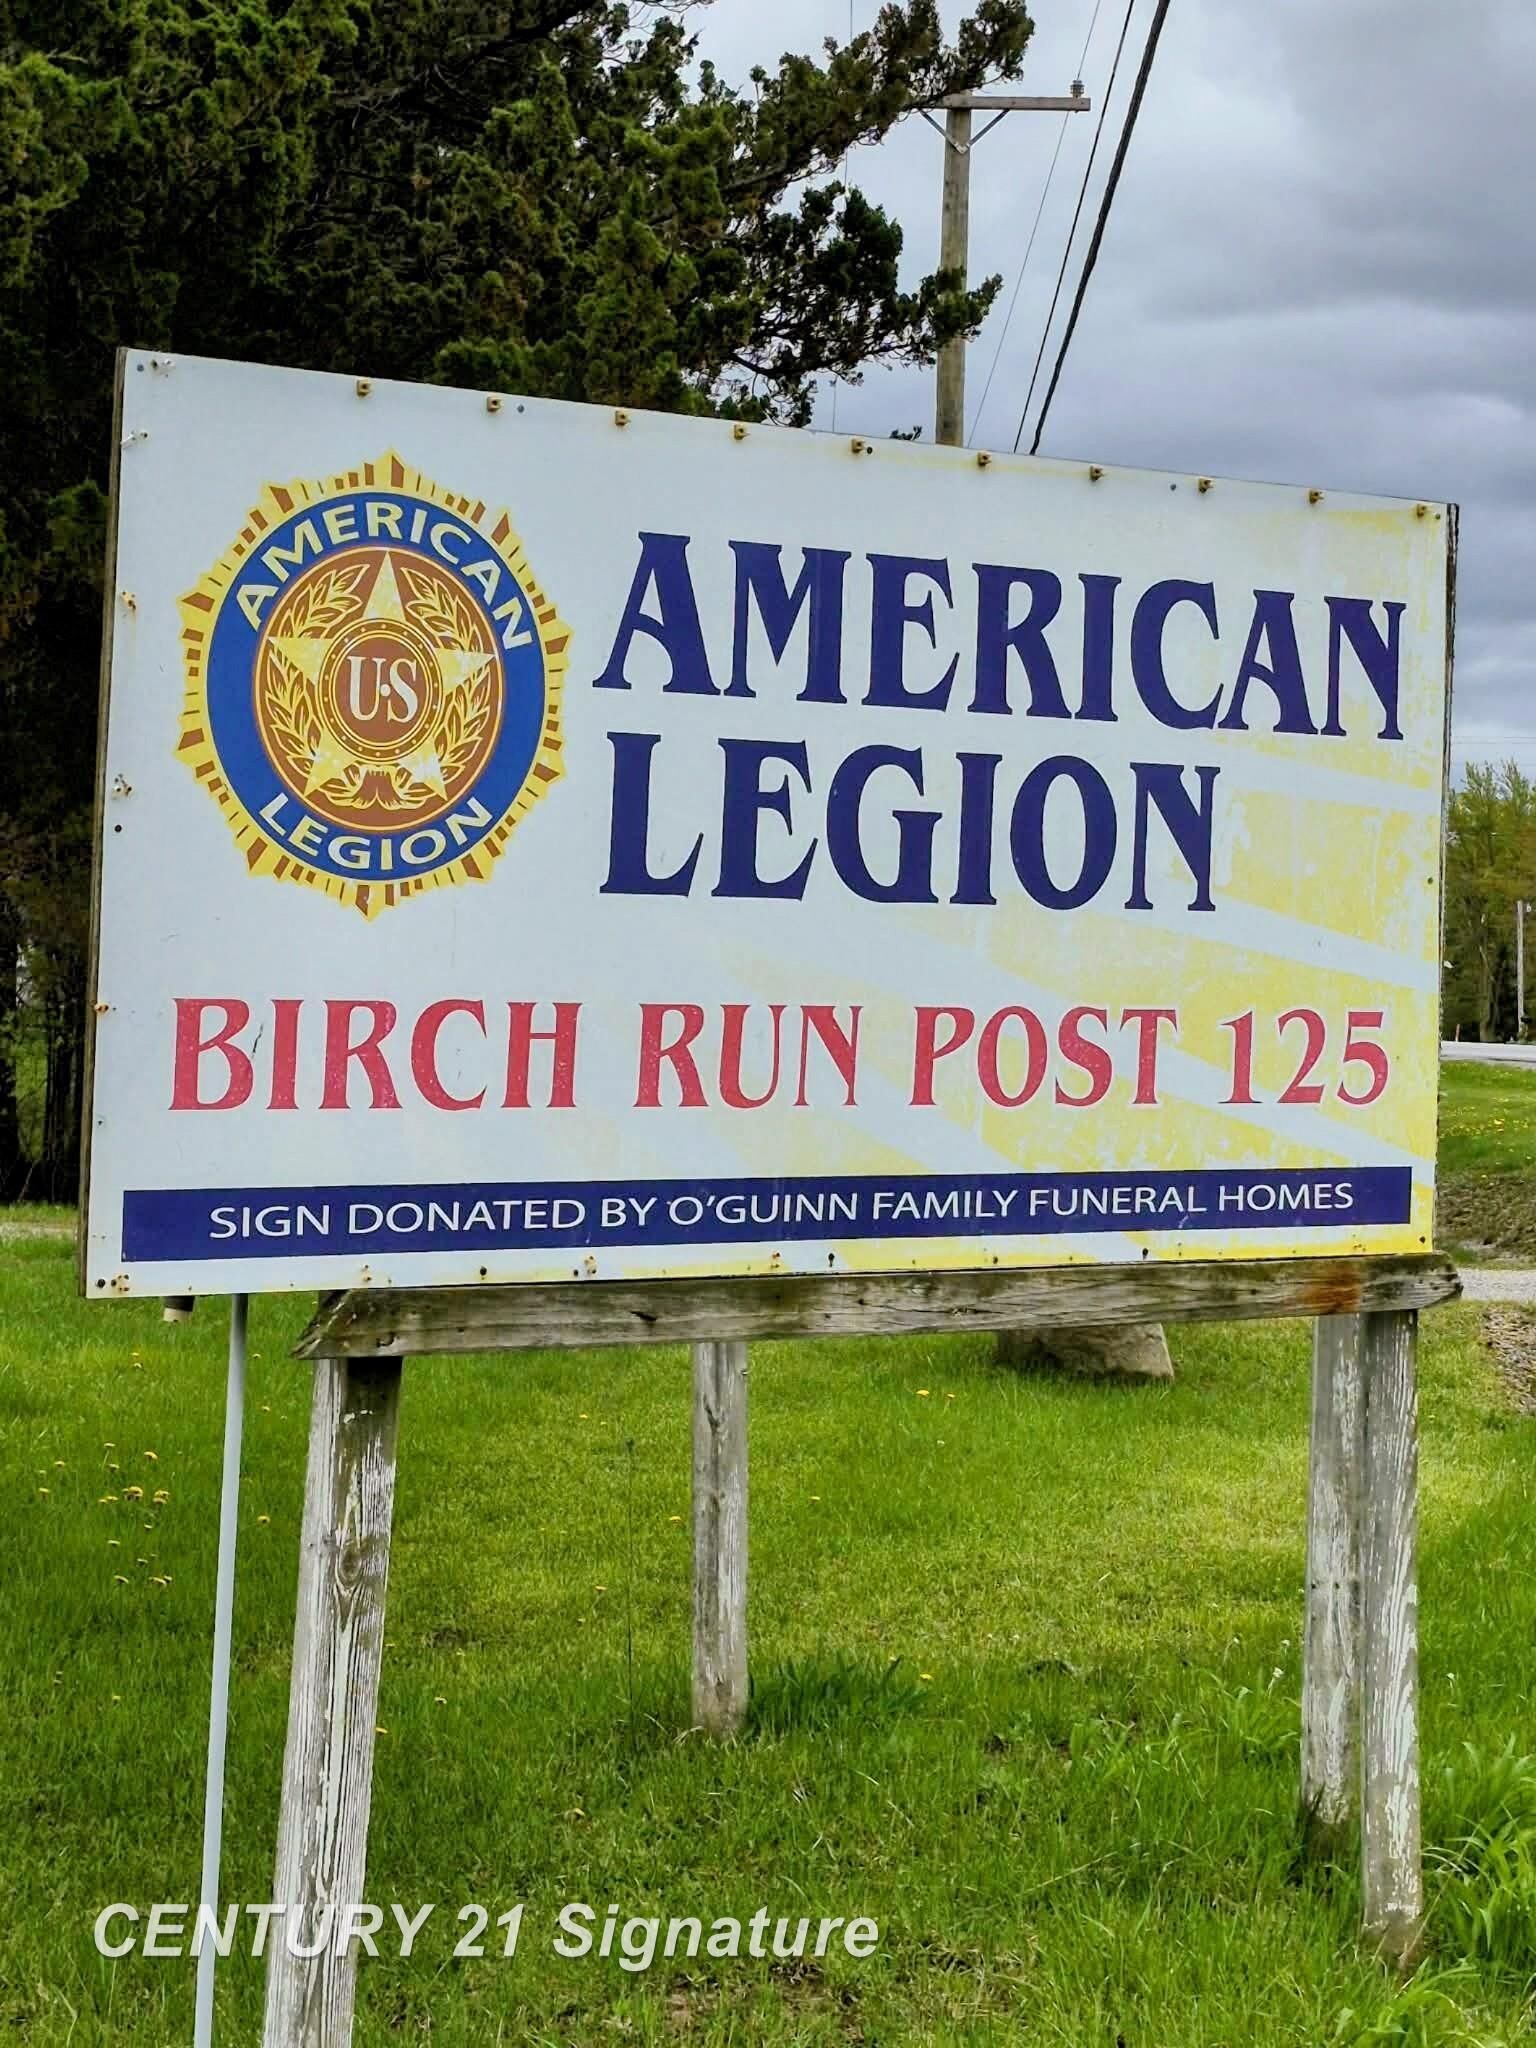 AMERICAN
U.S
LEGION
AMERICAN
LEGION
BIRCH RUN POST 125
SIGN DONATED BY O'GUINN FAMILY FUNERAL HOMES
CENTURY 21 Signature